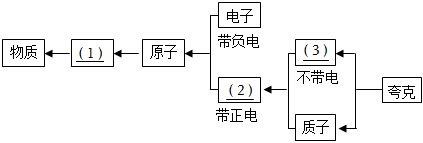 电子
带负电
物质
(1)
原子
(3)
不带电
(2)
带正电
夸克
质子